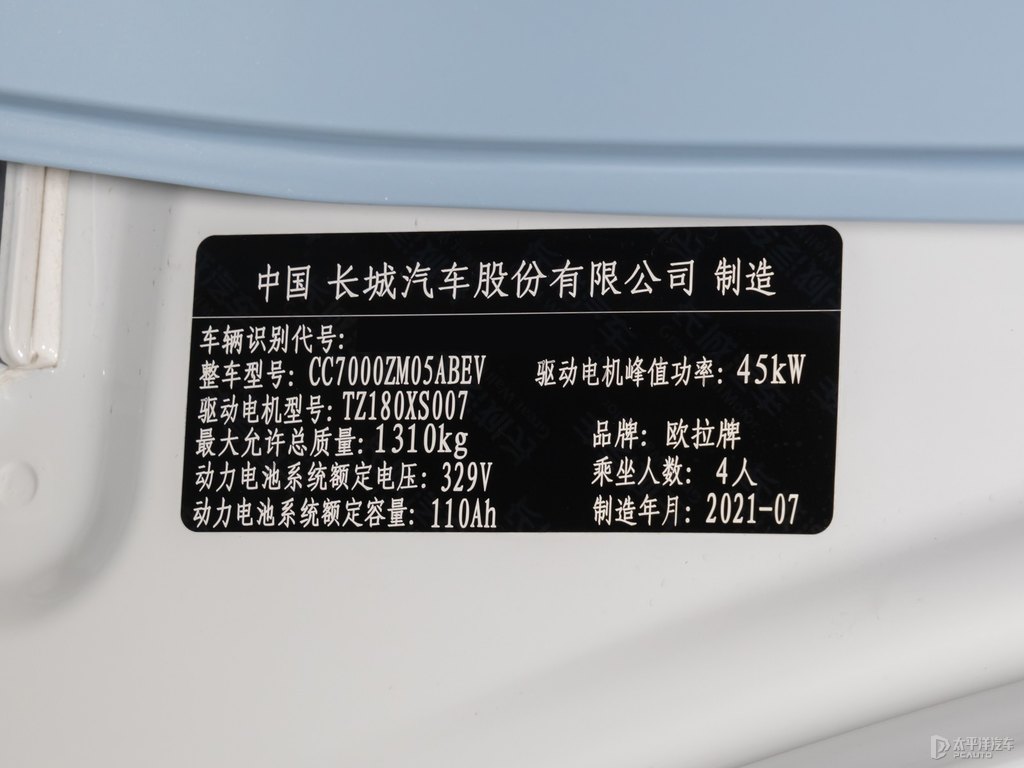 中国 长城汽车股份有限公司 制造
车辆识别代号:
整车型号: CC7000ZM05ABEV 驱动电机峰值功率: 45kW
驱动电机型号: TZ180XS007
最大允许总质量: 1310kg 品牌: 欧拉牌
动力电池系统额定电压: 329V 乘坐人数: 4人
动力电池系统额定容量: 110Ah 制造年月: 2021-07
太平洋汽车
PCAUTO